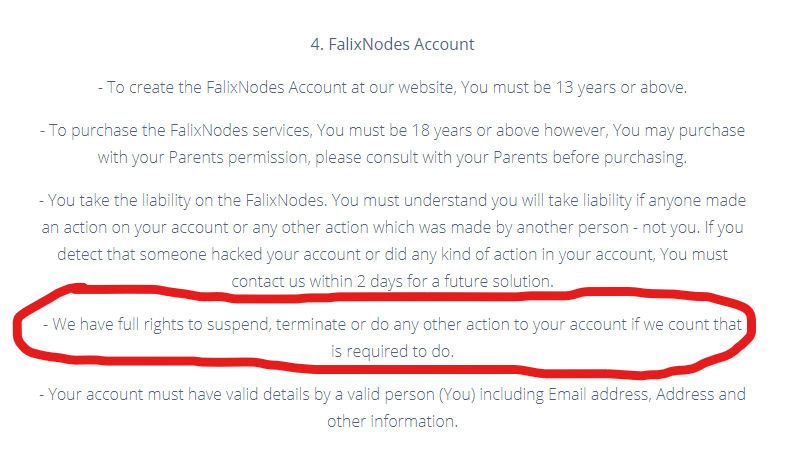 4. FalixNodes Account
- To create the FalixNodes Account at our website, You must be 13 years or above.
- To purchase the FalixNodes services, You must be 18 years or above however, You may purchase
with your Parents permission, please consult with your Parents before purchasing.
- You take the liability on the FalixNodes. You must understand you will take liability if anyone made
an action on your account or any other action which was made by another person - not you. If you
detect that someone hacked your account or did any kind of action in your account, You must
contact us within 2 days for a future solution.
- We have full rights to suspend, terminate or do any other action to your account if we count that
is required to do.
- Your account must have valid details by a valid person (You) including Email address, Address and
other information.